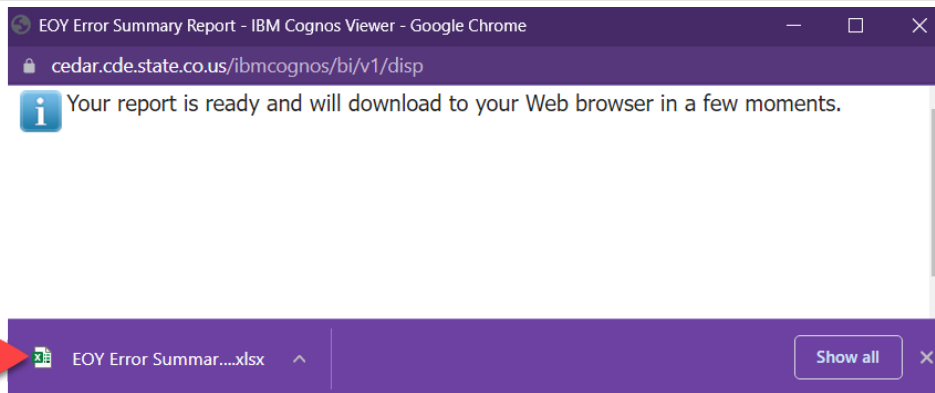 EOY Error Summary Report - IBM Cognos Viewer - Google Chrome
cedar.cde.state.co.us/ibmcognos/bi/v1/disp
i Your report is ready and will download to your Web browser in a few moments.
EOY Error Summar....xlsx
Show all